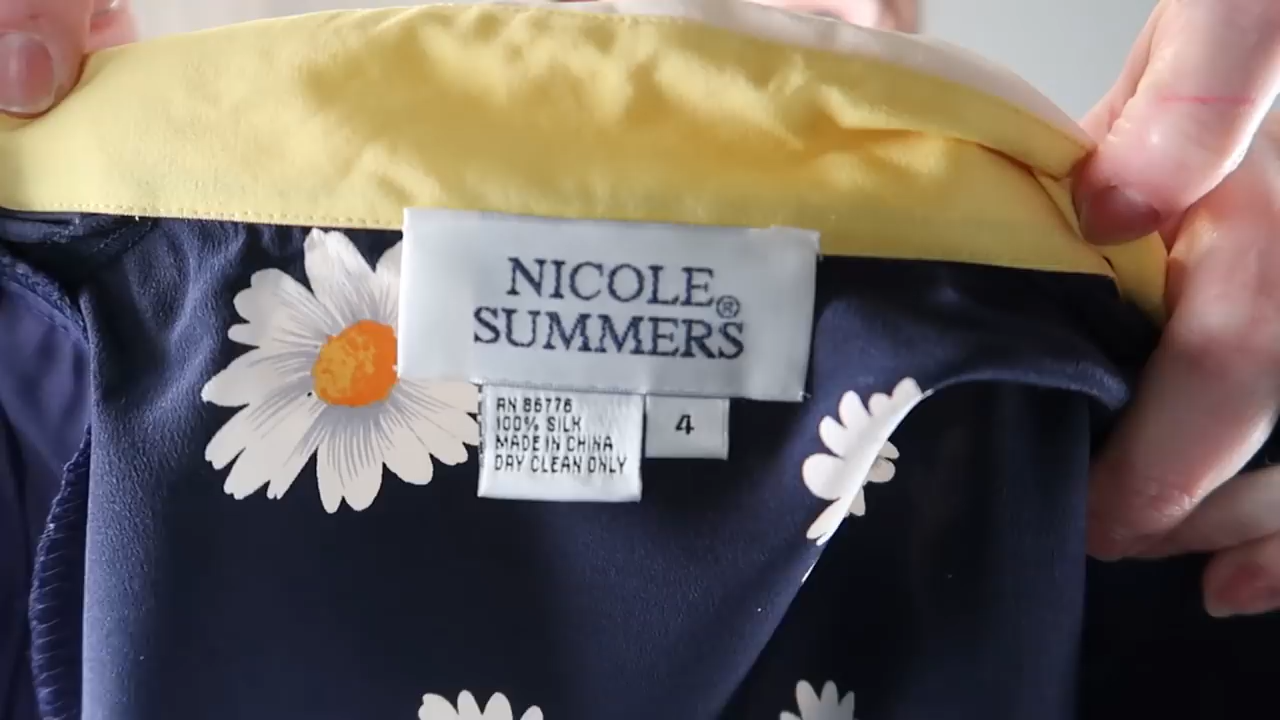 NICOLE
SUMMERS®
RN 86776
100% SILK
MADE IN CHINA
DRY CLEAN ONLY
4